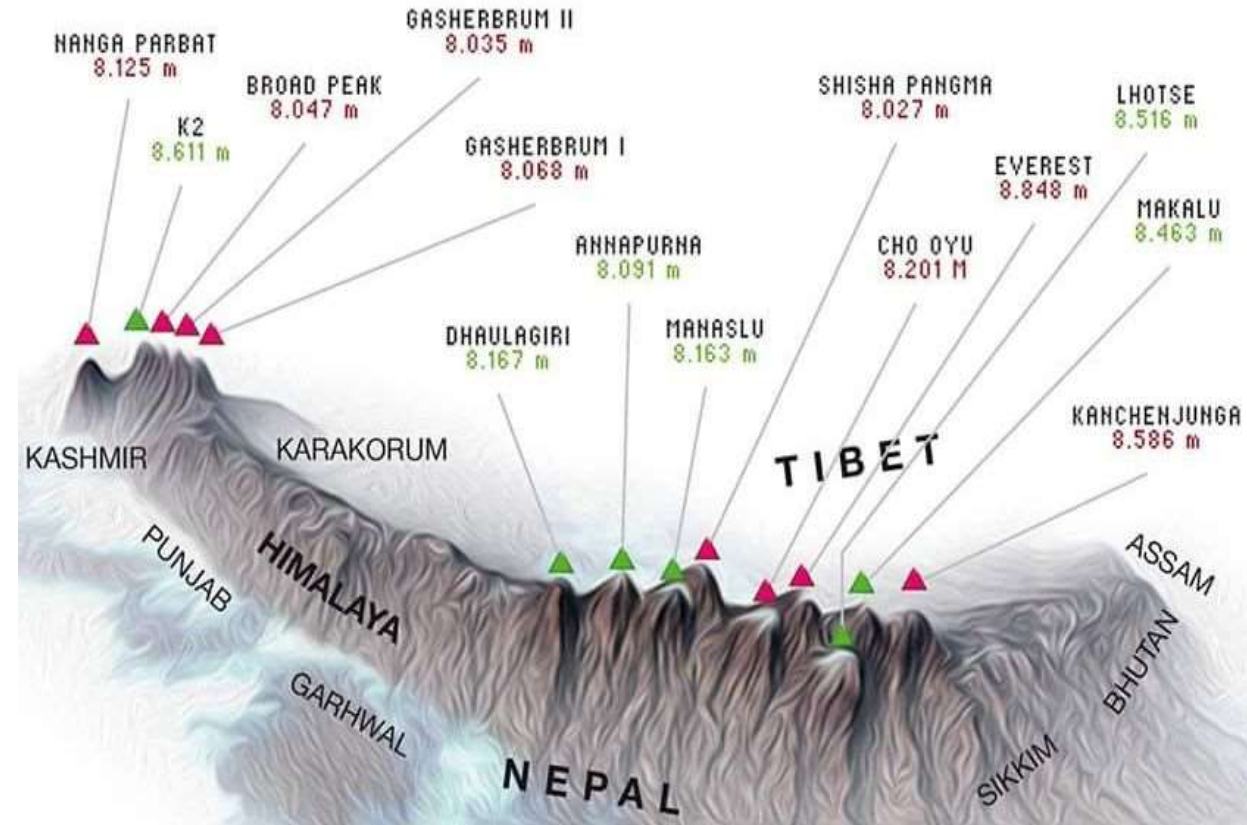 NANGA PARBAT
8.125 m
K2
8.611 m
BROAD PEAK
8.047 m
GASHERBRUM II
8.035 m
GASHERBRUM I
8.068 m
ANNAPURNA
8.091 m
DHAULAGIRI
8.167 m
MANASLU
8.163 m
SHISHA PANGMA
8.027 m
CHO OYU
8.201 M
EVEREST
8.848 m
LHOTSE
8.516 m
MAKALU
8.463 m
KANCHENJUNGA
8.586 m
KASHMIR
KARAKORUM
TIBET
PUNJAB
HIMALAYA
GARHWAL
NEPAL
ASSAM
BHUTAN
SIKKIM